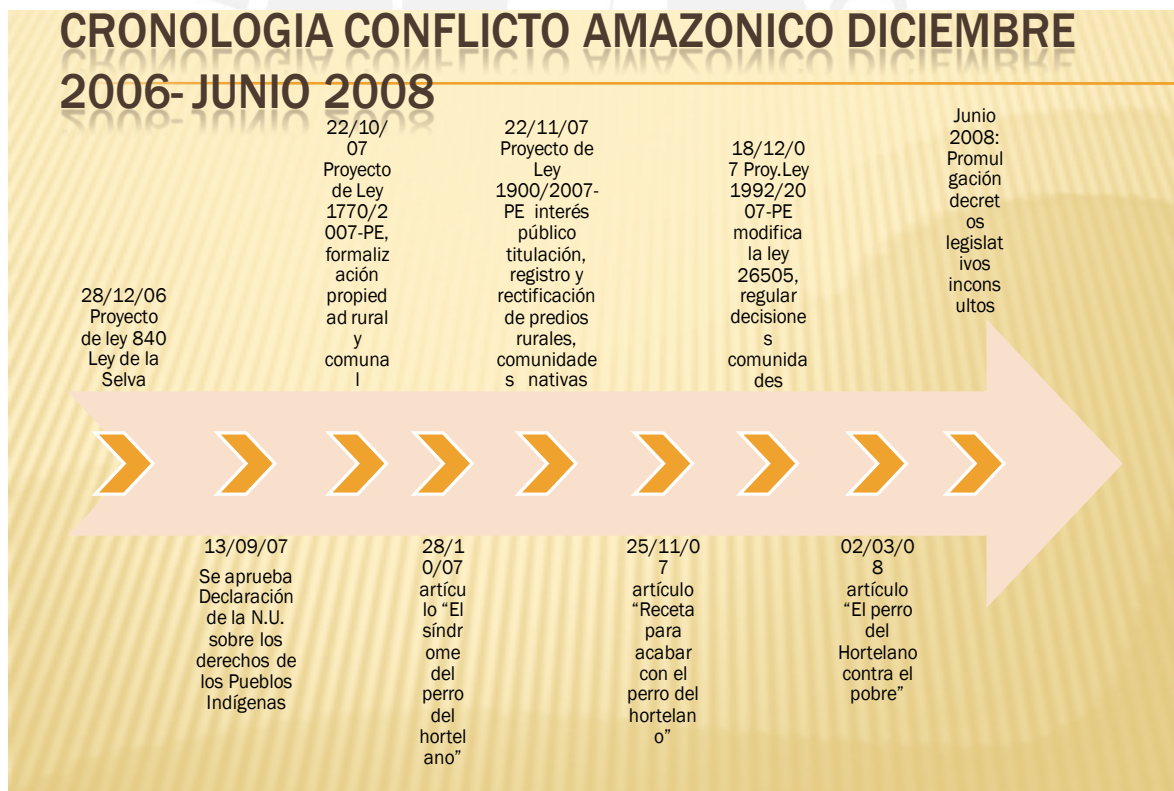 CRONOLOGIA CONFLICTO AMAZONICO DICIEMBRE
2006- JUNIO 2008
28/12/06
Proyecto
de ley 840
Ley de la
Selva
13/09/07
Se aprueba
Declaración
de la N.U.
sobre los
derechos de
los Pueblos
Indígenas
22/10/
07
Proyecto
de Ley
1770/2
007-PE,
formaliz
ación
propied
ad rural
y
comuna
l
28/1
0/07
artícu
lo “El
síndr
ome
del
perro
del
hortel
ano”
22/11/07
Proyecto de
Ley
1900/2007-
PE interés
público
titulación,
registro y
rectificación
de predios
rurales,
comunidade
s nativas
25/11/0
7
artículo
“Receta
para
acabar
con el
perro del
hortelan
o”
18/12/0
7 Proy.Ley
1992/20
07-PE
modifica
la ley
26505,
regular
decisione
s
comunida
des
02/03/0
8
artículo
“El perro
del
Hortelano
contra el
pobre”
Junio
2008:
Promul
gación
decret
os
legislat
ivos
incons
ultos